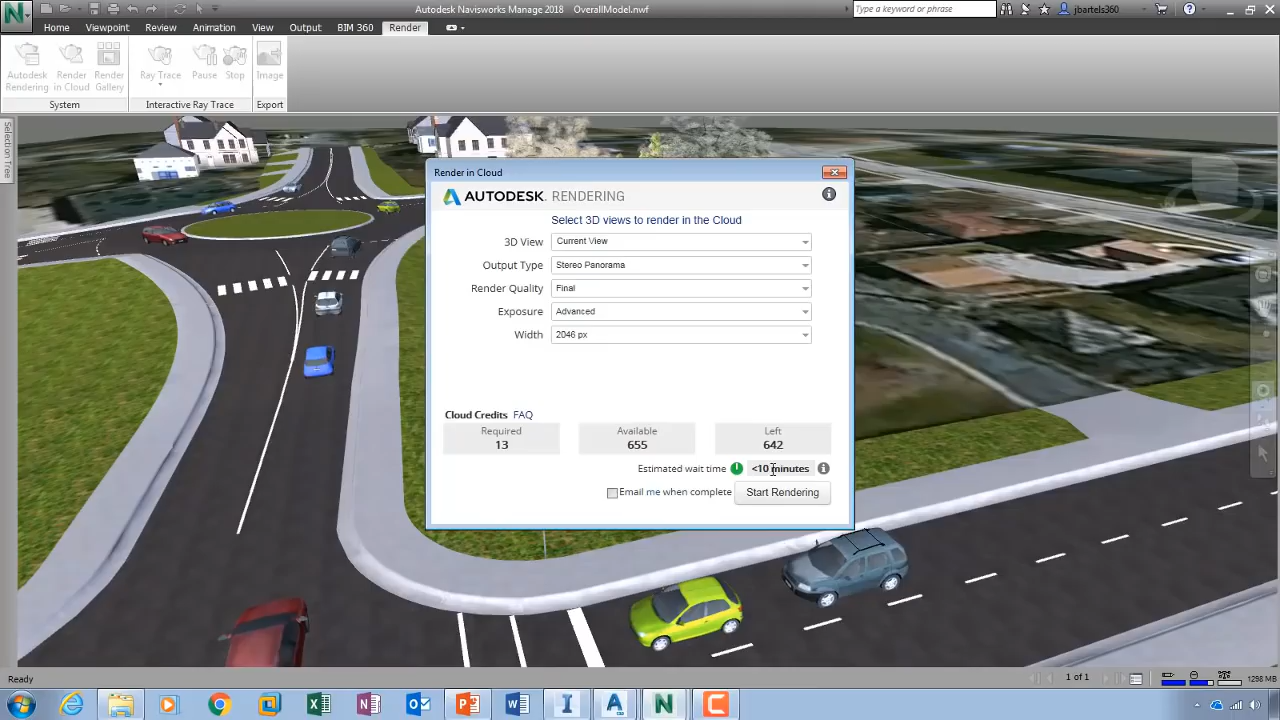 Autodesk Navisworks Manage 2018 OverallModel.nwf
Type a keyword or phrase
jbartels360
Home Viewpoint Review Animation View Output BIM 360 Render
Autodesk Rendering
Render in Cloud
Render Gallery
Ray Trace
Pause
Stop
Image
System
Interactive Ray Trace
Export
Selection Tree
Render in Cloud
AUTODESK. RENDERING
Select 3D views to render in the Cloud
3D View Current View
Output Type Stereo Panorama
Render Quality Final
Exposure Advanced
Width 2046 px
Cloud Credits FAQ
Required Available Left
13 655 642
Estimated wait time <10 minutes
Email me when complete Start Rendering
Ready
1 of 1
1298 MB